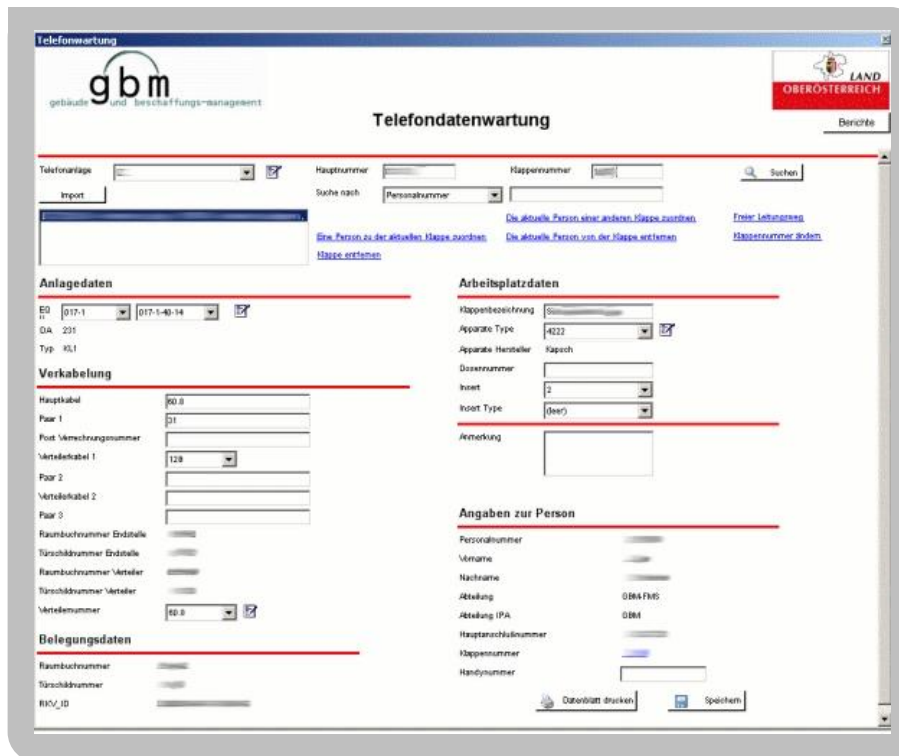 Telefonwartung
gbm
gebäude und beschaffungs-management
LAND
OBERÖSTERREICH
Telefondatenwartung
Berichte
Telefonanlage
Hauptnummer
Klappennummer
Suchen
Import
Suche nach
Personalnummer
Die aktuelle Person einer anderen Klappe zuordnen
Freier Leitungsweg
Eine Person zu der aktuellen Klappe zuordnen
Die aktuelle Person von der Klappe entfernen
Klappennummer ändern
Klappe entfernen
Anlagedaten
017-1
017-1-40-14
OA 231
Typ KL1
Verkabelung
Hauptkabel 60.8
Paar 1 31
Post Verrechnungsnummer
Verteilerkabel 1 128
Paar 2
Verteilerkabel 2
Paar 3
Raumbuchnummer Endstelle
Türschildnummer Endstelle
Raumbuchnummer Verteiler
Türschildnummer Verteiler
Verteilernummer 60.8
Belegungsdaten
Raumbuchnummer
Türschildnummer
RKV_ID
Arbeitsplatzdaten
Klappenbezeichnung
Apparate Type 4222
Apparate Hersteller Kapsch
Dosennummer
Insert 2
Insert Type (leer)
Anmerkung
Angaben zur Person
Personalnummer
Vorname
Nachname
Abteilung GBM-FMS
Abteilung IPA GBM
Hauptanschlußnummer
Klappennummer
Handynummer
Datenblatt drucken
Speichern